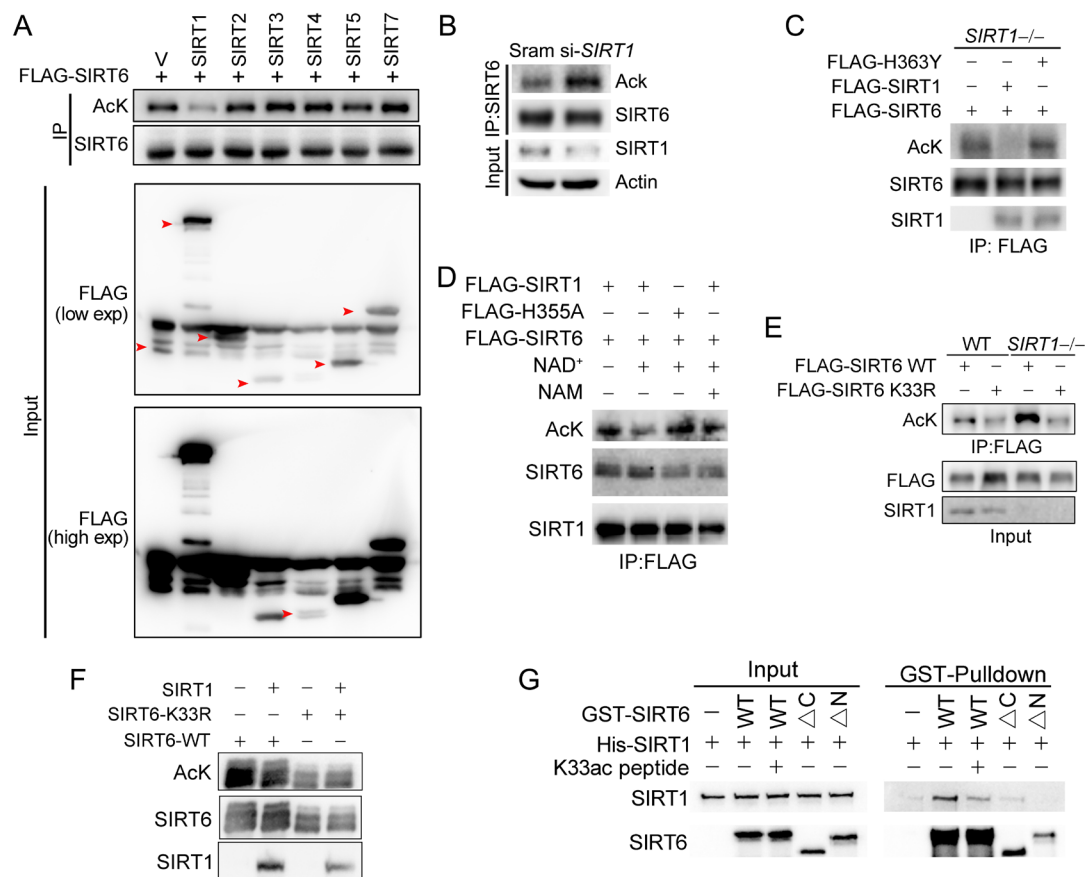 A
V SIRT1 SIRT2 SIRT3 SIRT4 SIRT5 SIRT7
FLAG-SIRT6 + + + + + + +
IP
AcK
SIRT6
Input
FLAG
(low exp)
FLAG
(high exp)
B
Sram si-SIRT1
IP:SIRT6
Ack
SIRT6
Input
SIRT1
Actin
C
SIRT1−/−
FLAG-H363Y − − +
FLAG-SIRT1 − + −
FLAG-SIRT6 + + +
AcK
SIRT6
SIRT1
IP: FLAG
D
FLAG-SIRT1 + + − +
FLAG-H355A − − + −
FLAG-SIRT6 + + + +
NAD+ − + + +
NAM − − − +
AcK
SIRT6
SIRT1
IP:FLAG
E
WT SIRT1−/−
FLAG-SIRT6 WT + − + −
FLAG-SIRT6 K33R − + − +
AcK
IP:FLAG
FLAG
SIRT1
Input
F
SIRT1 − + − +
SIRT6-K33R − − + +
SIRT6-WT + + − −
AcK
SIRT6
SIRT1
G
Input GST-Pulldown
GST-SIRT6 − WT WT △C △N − WT WT △C △N
His-SIRT1 + + + + + + + + + +
K33ac peptide − − + − − − − + − −
SIRT1
SIRT6